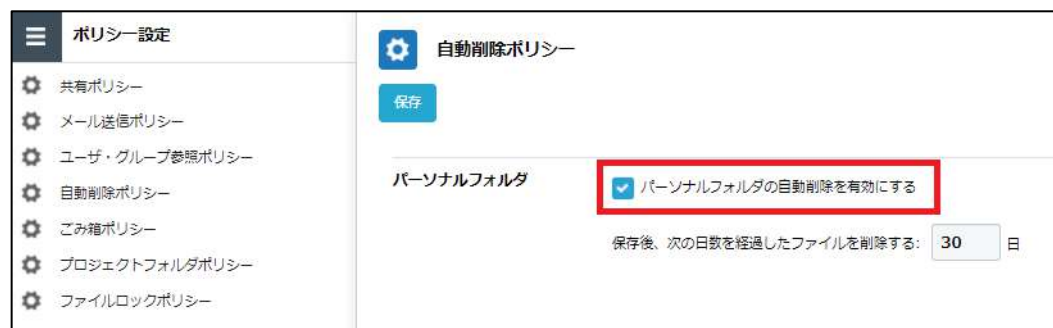 ポリシー設定
共有ポリシー
メール送信ポリシー
ユーザ・グループ参照ポリシー
自動削除ポリシー
ごみ箱ポリシー
プロジェクトフォルダポリシー
ファイルロックポリシー
自動削除ポリシー
保存
パーソナルフォルダ
パーソナルフォルダの自動削除を有効にする
保存後、次の日数を経過したファイルを削除する: 30 日